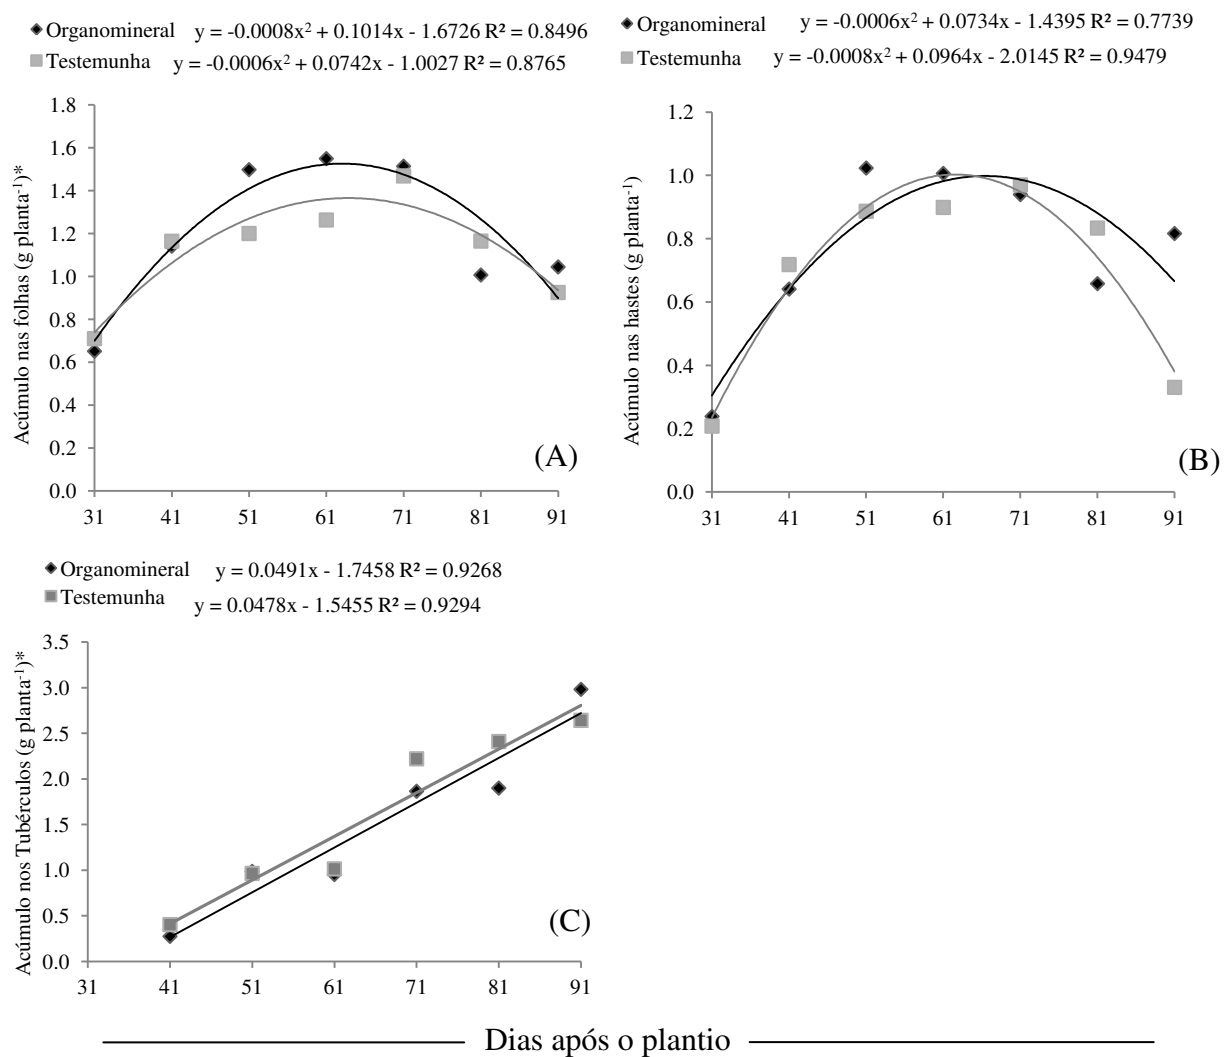 Organomineral y = -0.0008x² + 0.1014x - 1.6726 R² = 0.8496
Testemunha y = -0.0006x² + 0.0742x - 1.0027 R² = 0.8765
Acúmulo nas folhas (g planta⁻¹)*
1.8
1.6
1.4
1.2
1.0
0.8
0.6
0.4
0.2
0.0
31 41 51 61 71 81 91
(A)
Organomineral y = -0.0006x² + 0.0734x - 1.4395 R² = 0.7739
Testemunha y = -0.0008x² + 0.0964x - 2.0145 R² = 0.9479
Acúmulo nas hastes (g planta⁻¹)
1.2
1.0
0.8
0.6
0.4
0.2
0.0
31 41 51 61 71 81 91
(B)
Organomineral y = 0.0491x - 1.7458 R² = 0.9268
Testemunha y = 0.0478x - 1.5455 R² = 0.9294
Acúmulo nos Tubérculos (g planta⁻¹)*
3.5
3.0
2.5
2.0
1.5
1.0
0.5
0.0
31 41 51 61 71 81 91
(C)
Dias após o plantio